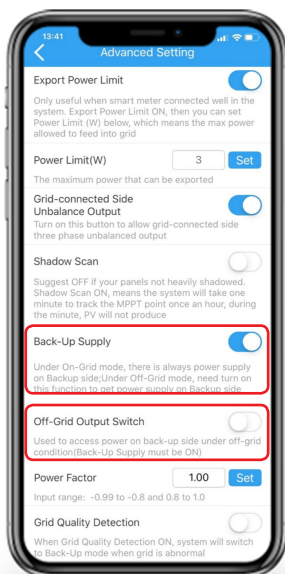 13:41
Advanced Setting
Export Power Limit
Only useful when smart meter connected well in the
system. Export Power Limit ON, then you can set
Power Limit (W) below, which means the max power
allowed to feed into grid
Power Limit(W) 3 Set
The maximum power that can be exported
Grid-connected Side
Unbalance Output
Turn on this button to allow grid-connected side
three phase unbalanced output
Shadow Scan
Suggest OFF if your panels not heavily shadowed.
Shadow Scan ON, means the system will take one
minute to track the MPPT point once an hour, during
the minute, PV will not produce
Back-Up Supply
Under On-Grid mode, there is always power supply
on Backup side;Under Off-Grid mode, need turn on
this function to get power supply on Backup side
Off-Grid Output Switch
Used to access power on back-up side under off-grid
condition(Back-Up Supply must be ON)
Power Factor 1.00 Set
Input range: -0.99 to -0.8 and 0.8 to 1.0
Grid Quality Detection
When Grid Quality Detection ON, system will switch
to Back-Up mode when grid is abnormal